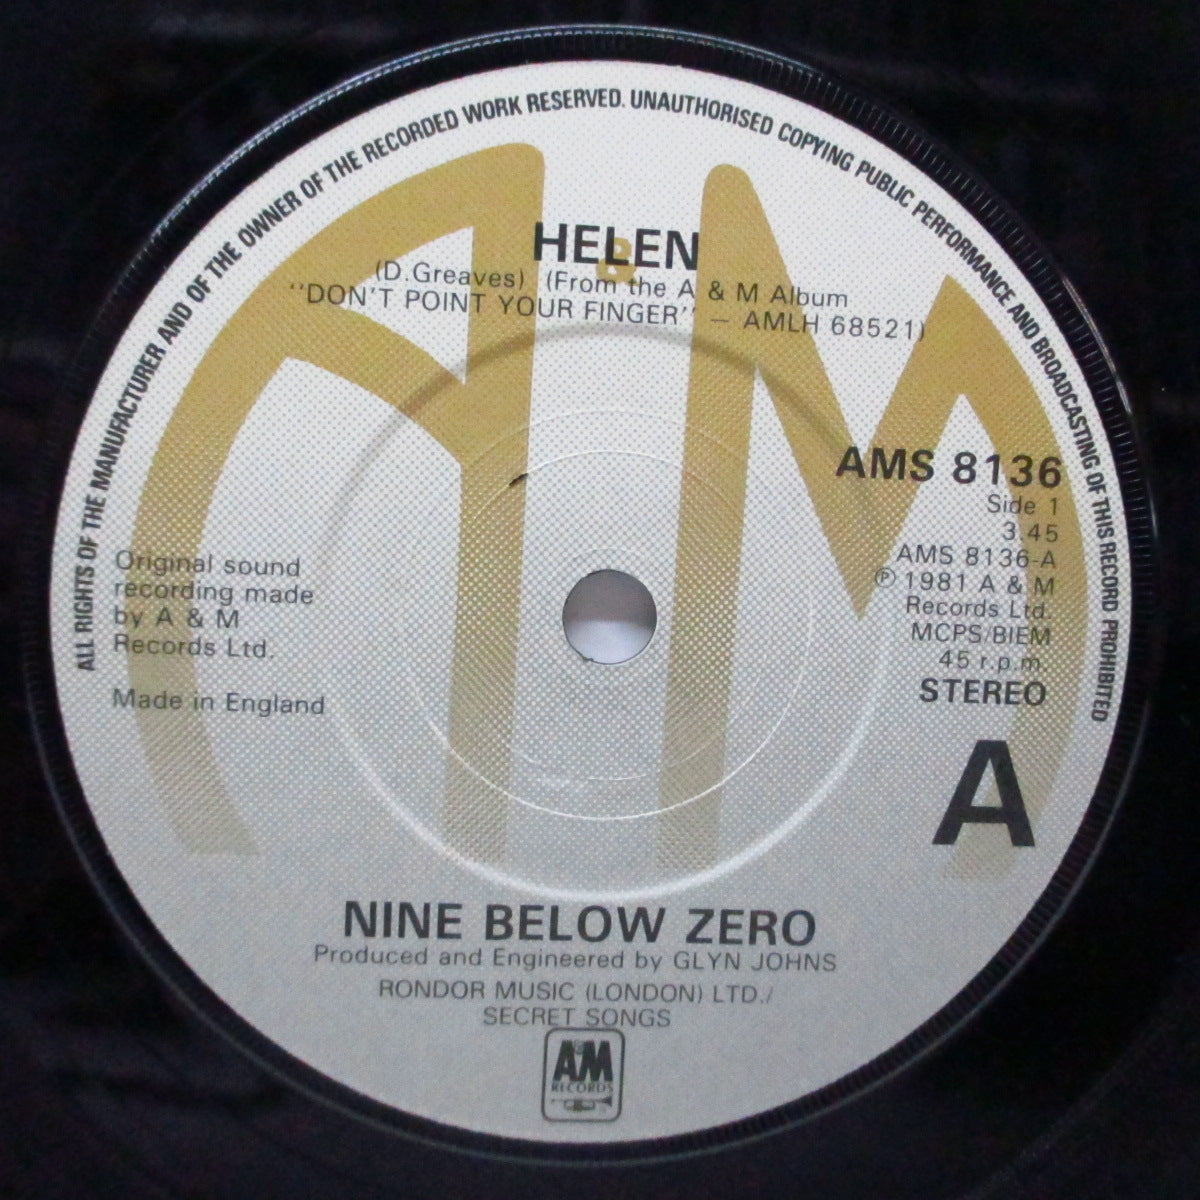 ALL RIGHTS OF THE MANUFACTURER AND OF THE OWNER OF THE RECORDED WORK RESERVED. UNAUTHORISED COPYING PUBLIC PERFORMANCE AND BROADCASTING OF THIS RECORD PROHIBITED
A&M
HELEN
(D.Greaves) (From the A & M Album
"DON'T POINT YOUR FINGER" – AMLH 68521)
AMS 8136
Side 1
3.45
AMS 8136-A
℗ 1981 A & M
Records Ltd.
MCPS/BIEM
45 r.p.m.
STEREO
A
Original sound
recording made
by A & M
Records Ltd.
Made in England
NINE BELOW ZERO
Produced and Engineered by GLYN JOHNS
RONDOR MUSIC (LONDON) LTD./
SECRET SONGS
A&M
RECORDS